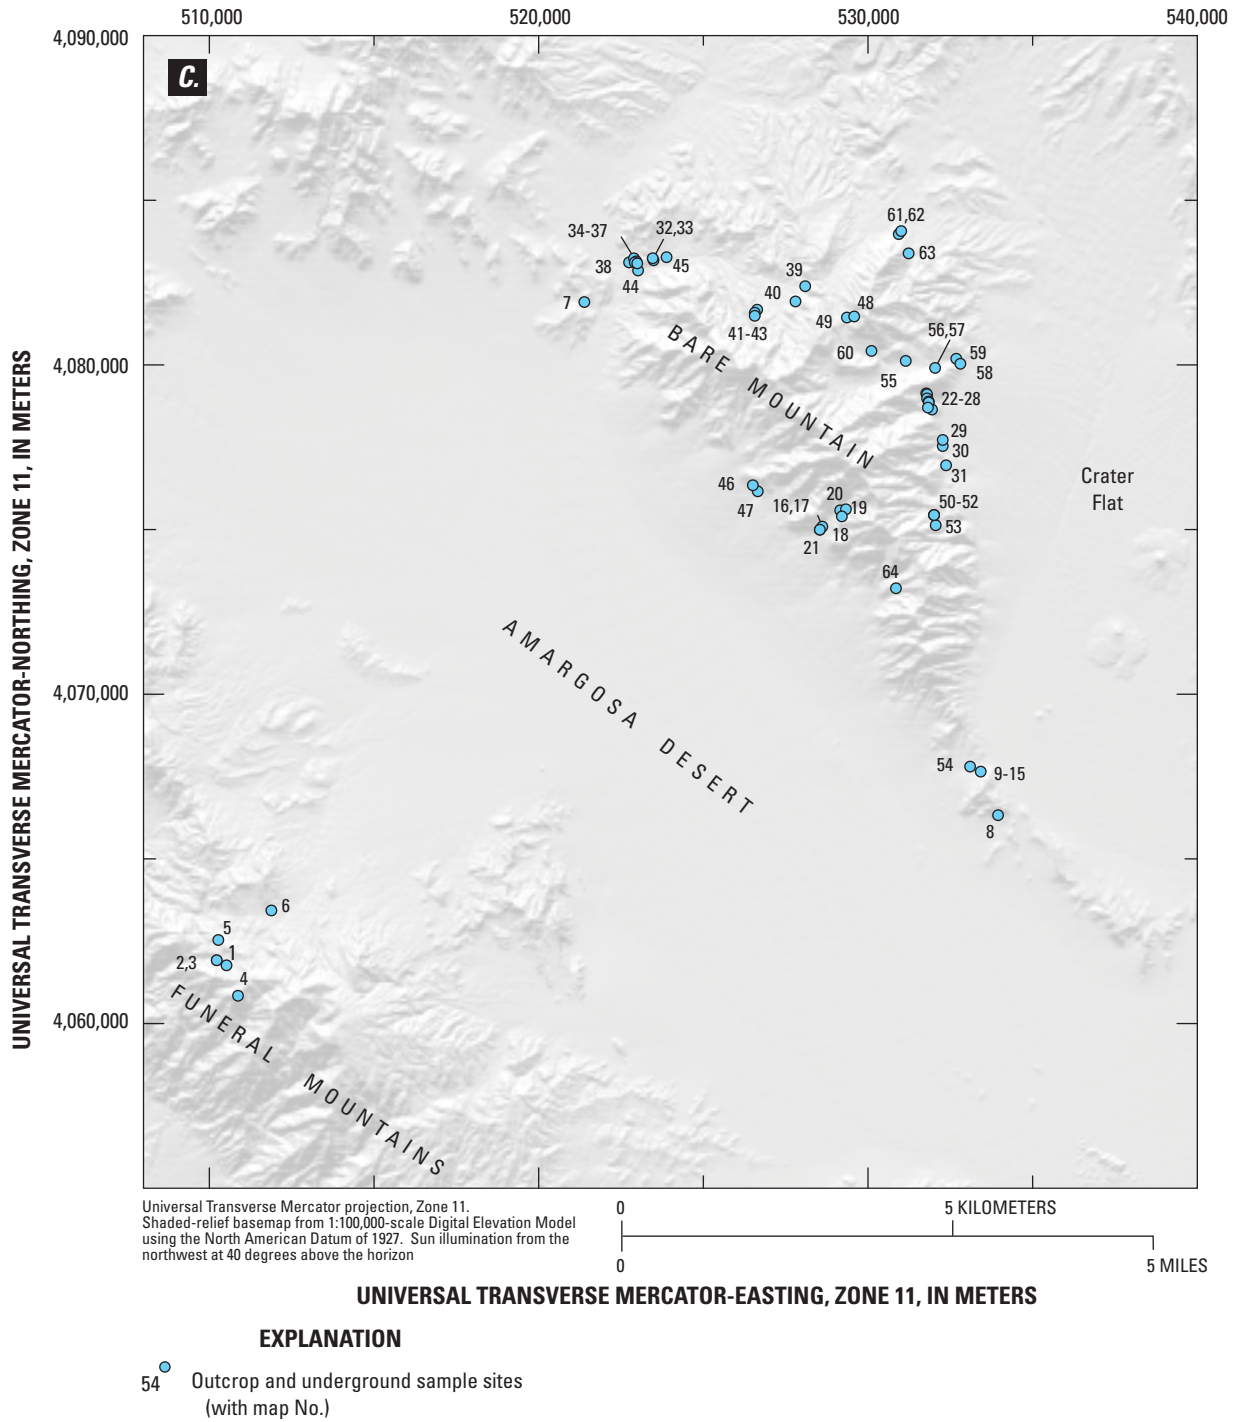 510,000 520,000 530,000 540,000
4,090,000
C.
61,62
34-37 32,33
63
38 45
39
44
40
7
48
49
41-43
56,57
BARE MOUNTAIN
60
59
55
58
4,080,000
22-28
29
30
31
46
Crater
Flat
47
20
16,17
19
50-52
18
53
21
64
AMARGOSA DESERT
4,070,000
54
9-15
8
6
5
1
2,3
4
FUNERAL MOUNTAINS
4,060,000
UNIVERSAL TRANSVERSE MERCATOR-NORTHING, ZONE 11, IN METERS
Universal Transverse Mercator projection, Zone 11.
Shaded-relief basemap from 1:100,000-scale Digital Elevation Model
using the North American Datum of 1927. Sun illumination from the
northwest at 40 degrees above the horizon
0 5 KILOMETERS
0 5 MILES
UNIVERSAL TRANSVERSE MERCATOR-EASTING, ZONE 11, IN METERS
EXPLANATION
54 Outcrop and underground sample sites
(with map No.)